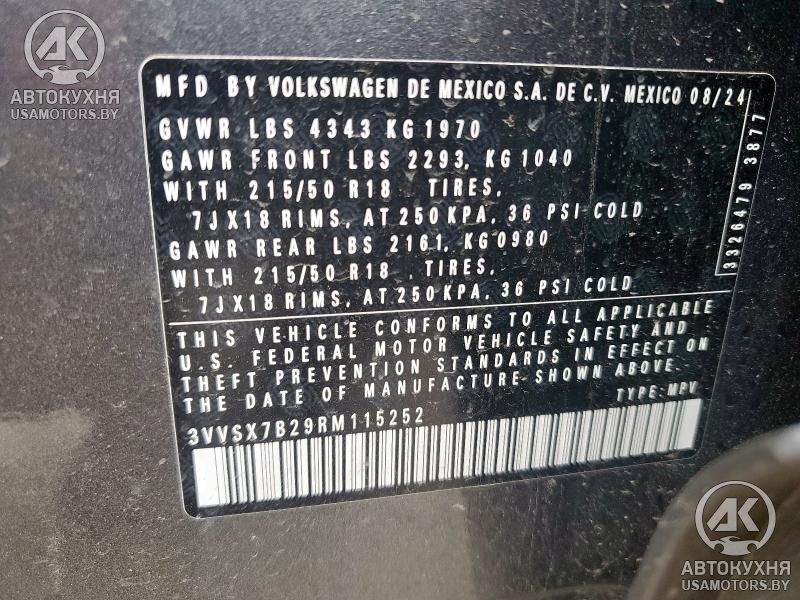 AK
АВТОКУХНЯ
USAMOTORS.BY
MFD BY VOLKSWAGEN DE MEXICO S.A. DE C.V. MEXICO 08/24
GVWR LBS 4343 KG 1970
GAWR FRONT LBS 2293, KG 1040
WITH 215/50 R18 TIRES,
7JX18 RIMS, AT 250 KPA, 36 PSI COLD
GAWR REAR LBS 2161, KG 0980
WITH 215/50 R18 , TIRES,
7JX18 RIMS, AT 250 KPA, 36 PSI COLD
3326479 3877
THIS VEHICLE CONFORMS TO ALL APPLICABLE
U.S. FEDERAL MOTOR VEHICLE SAFETY AND
THEFT PREVENTION STANDARDS IN EFFECT ON
THE DATE OF MANUFACTURE SHOWN ABOVE.
TYPE: MPV
3VVSX7B29RM115252
AK
АВТОКУХНЯ
USAMOTORS.BY